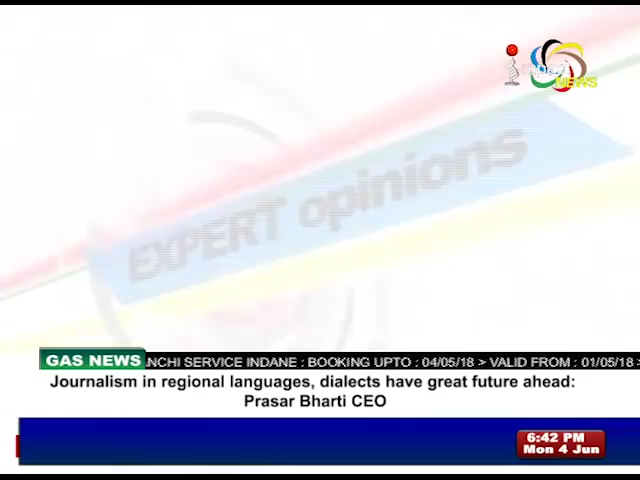 NEWS
EXPERT opinions
GAS NEWS
NCHI SERVICE INDANE : BOOKING UPTO : 04/05/18 > VALID FROM : 01/05/18 >
Journalism in regional languages, dialects have great future ahead:
Prasar Bharti CEO
6:42 PM
Mon 4 Jun